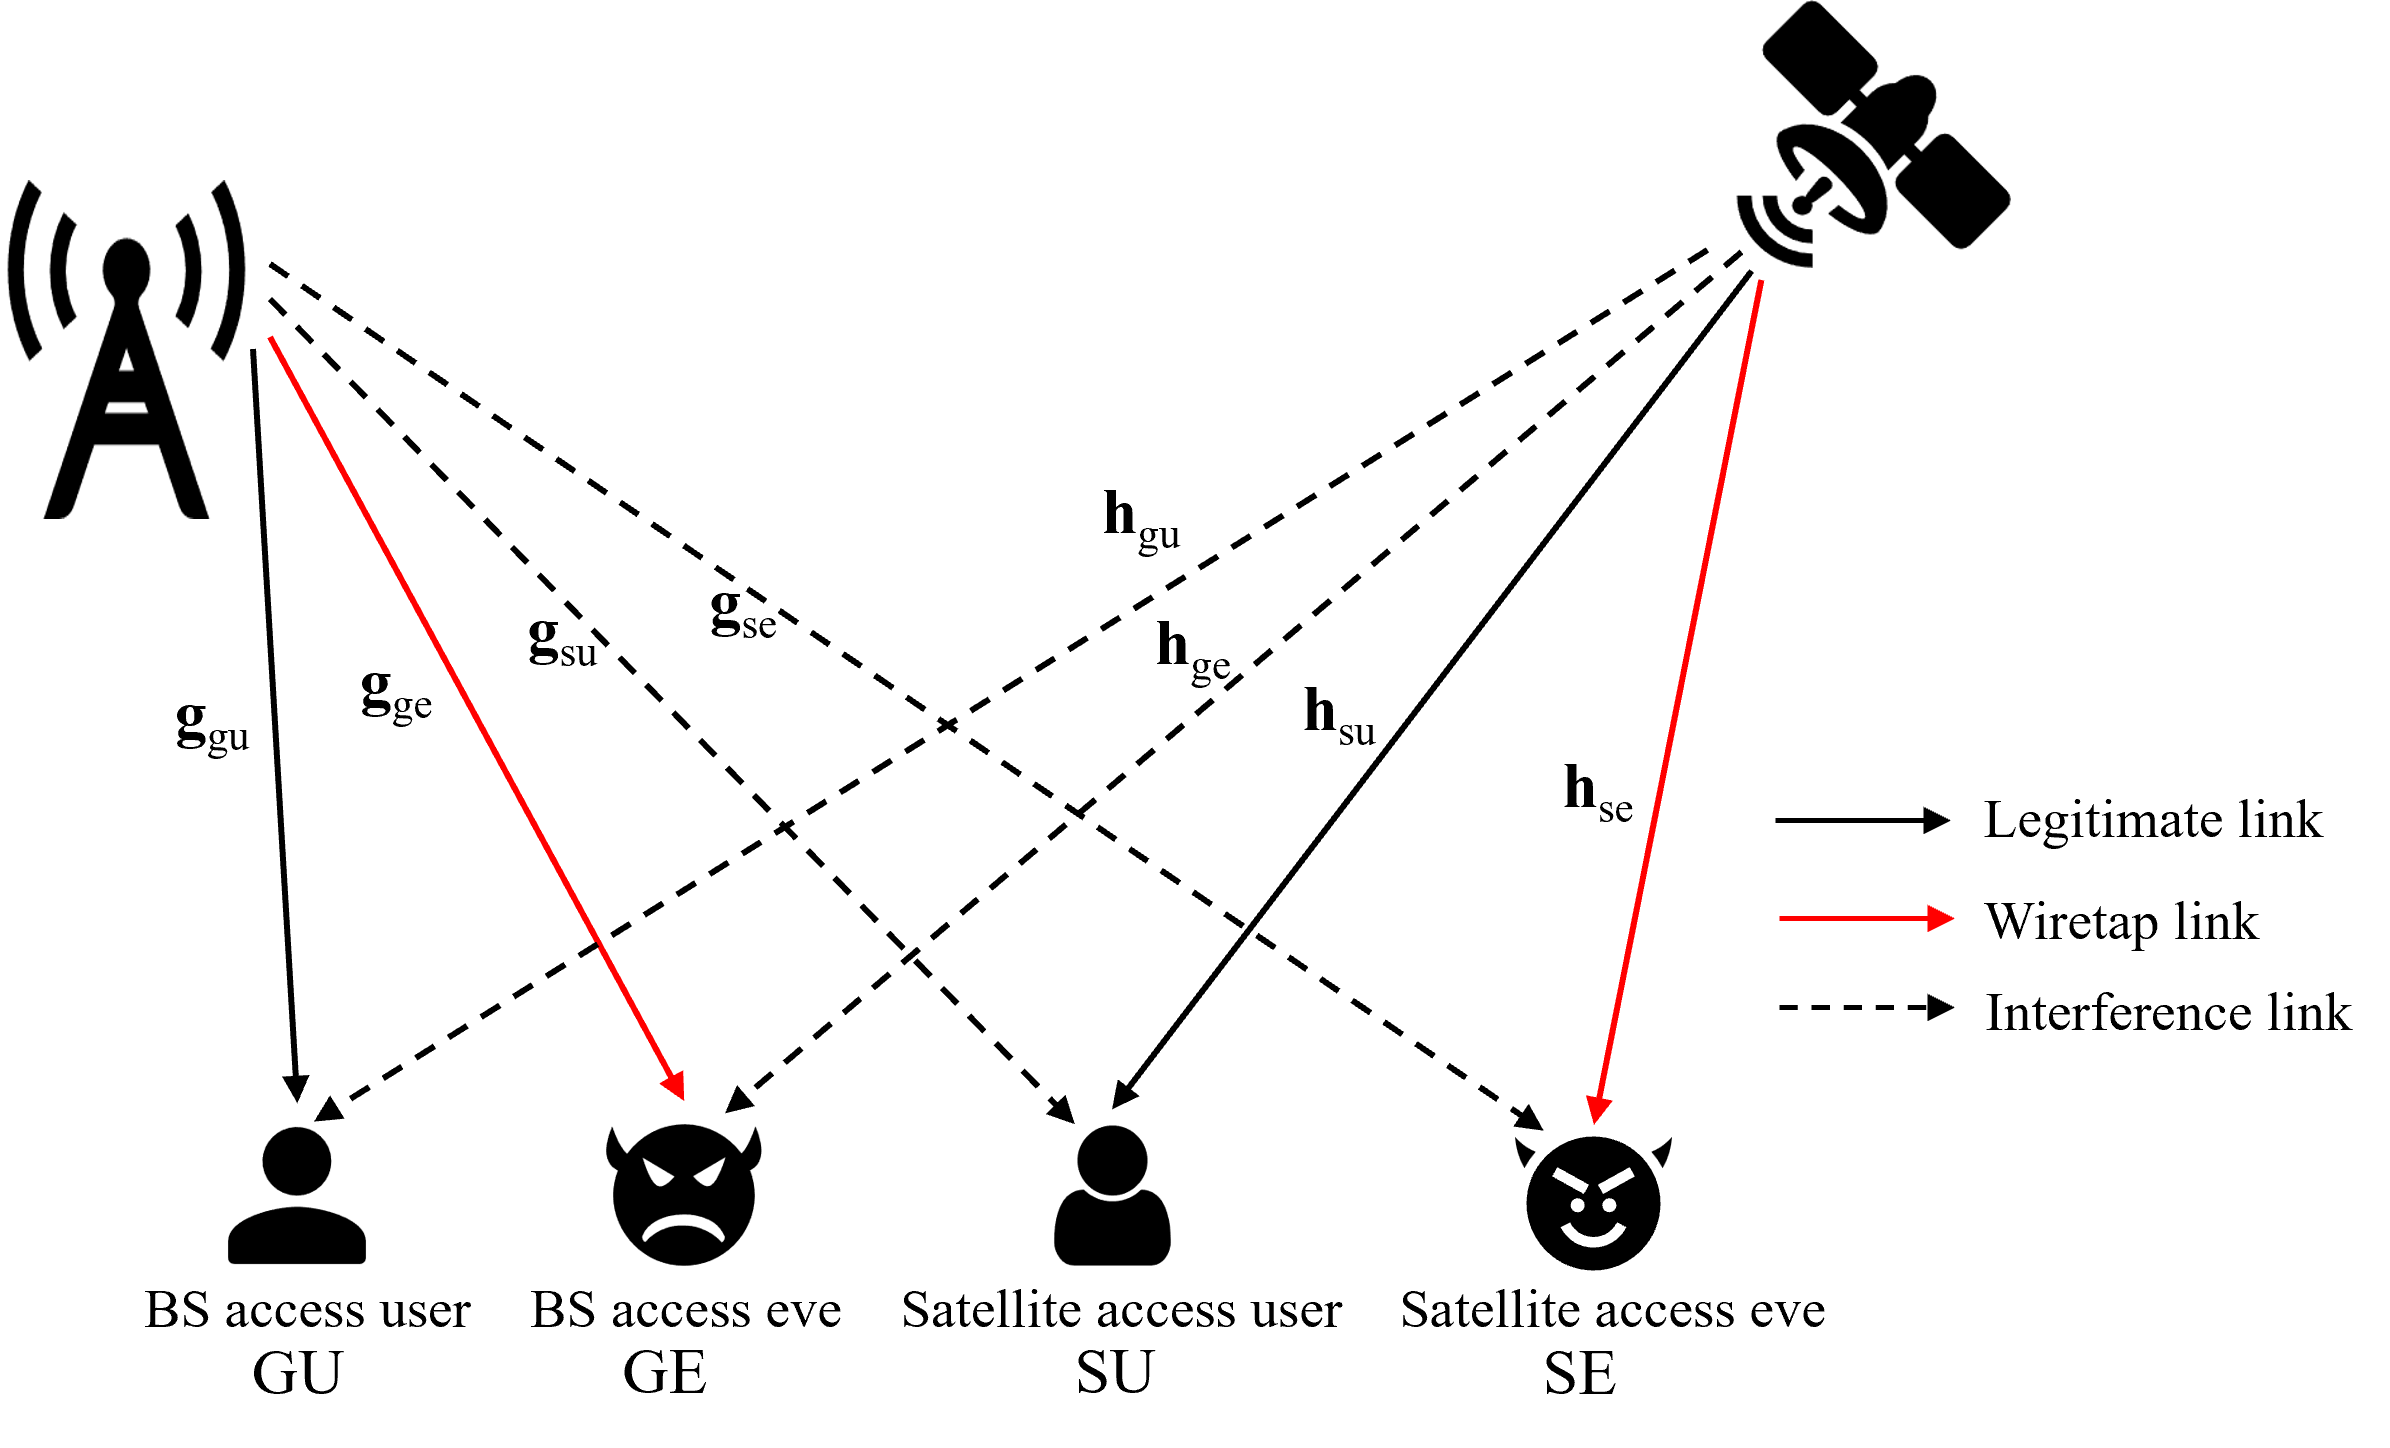 h_gu
g_se
g_su
h_ge
g_ge
h_su
g_gu
h_se
Legitimate link
Wiretap link
Interference link
BS access user
GU
BS access eve
GE
Satellite access user
SU
Satellite access eve
SE